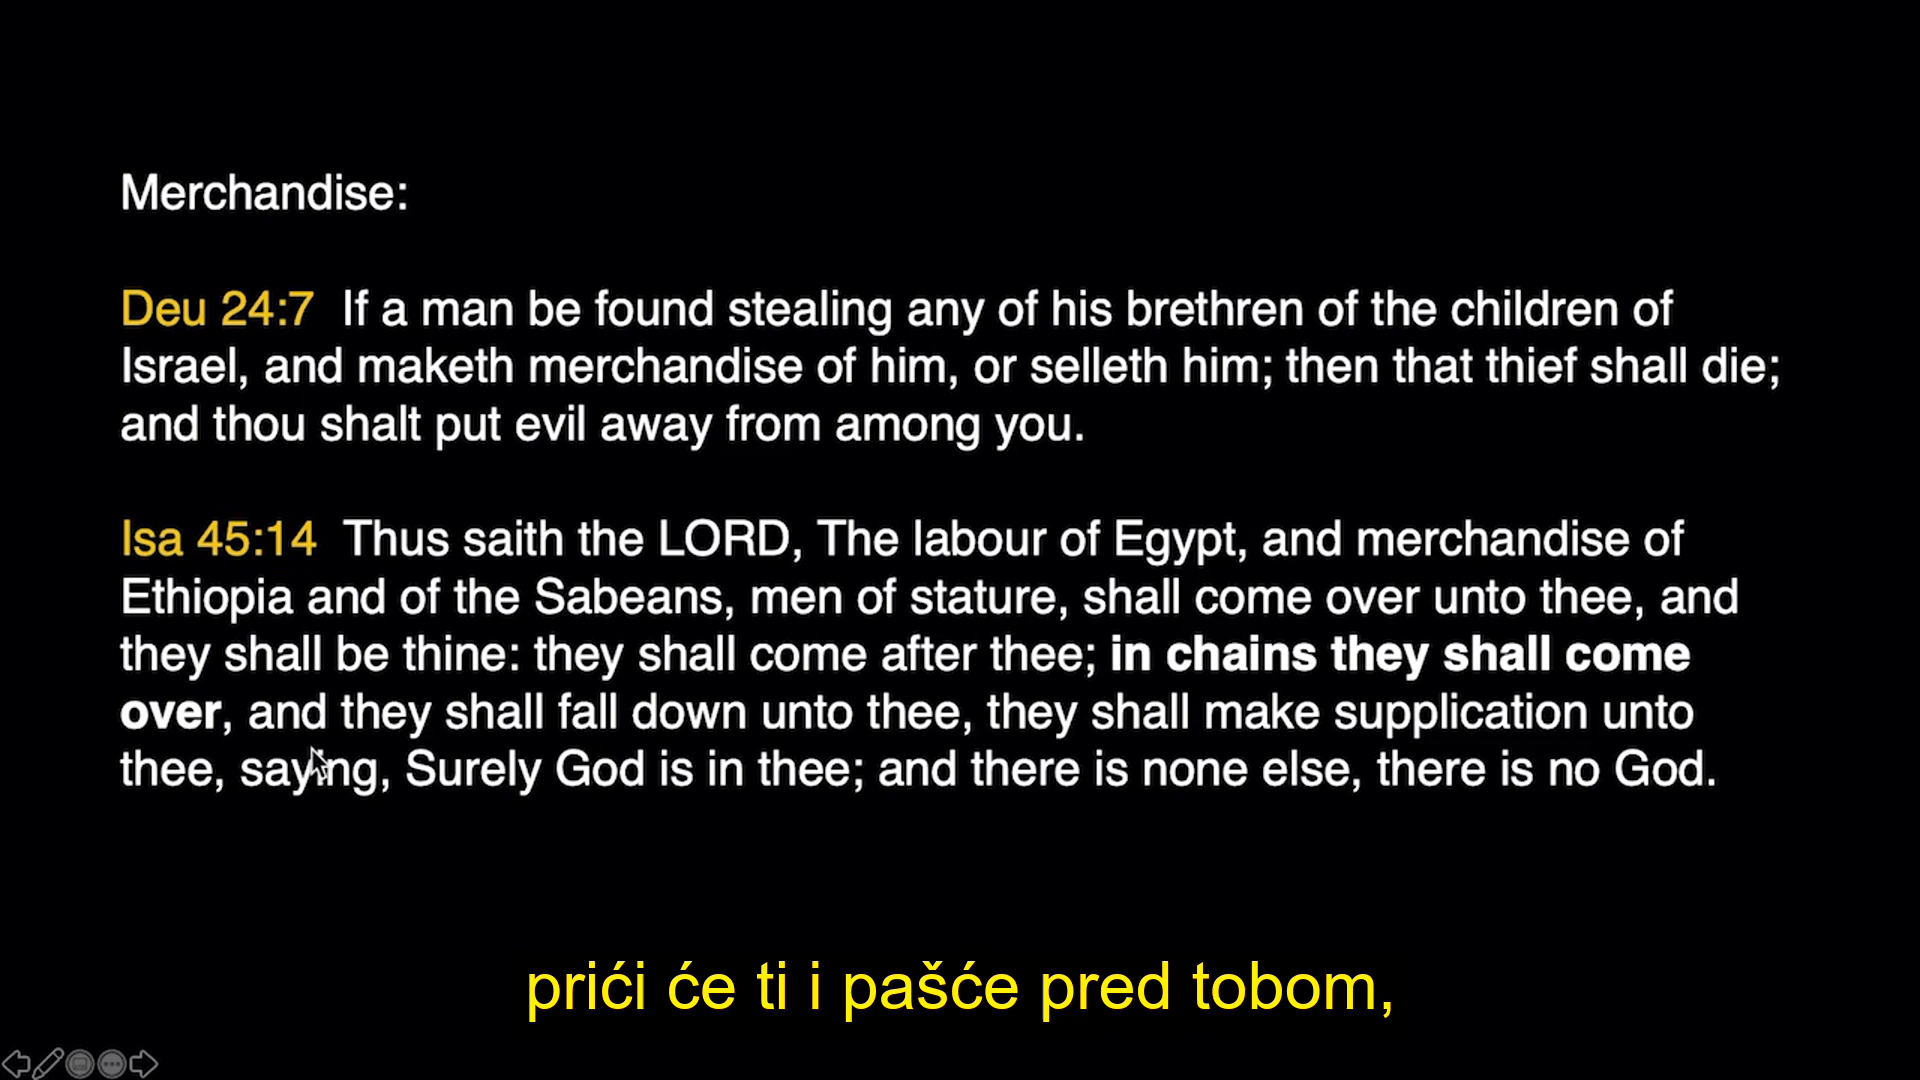 Merchandise:
Deu 24:7  If a man be found stealing any of his brethren of the children of
Israel, and maketh merchandise of him, or selleth him; then that thief shall die;
and thou shalt put evil away from among you.
Isa 45:14  Thus saith the LORD, The labour of Egypt, and merchandise of
Ethiopia and of the Sabeans, men of stature, shall come over unto thee, and
they shall be thine: they shall come after thee; in chains they shall come
over, and they shall fall down unto thee, they shall make supplication unto
thee, saying, Surely God is in thee; and there is none else, there is no God.
prići će ti i pašće pred tobom,